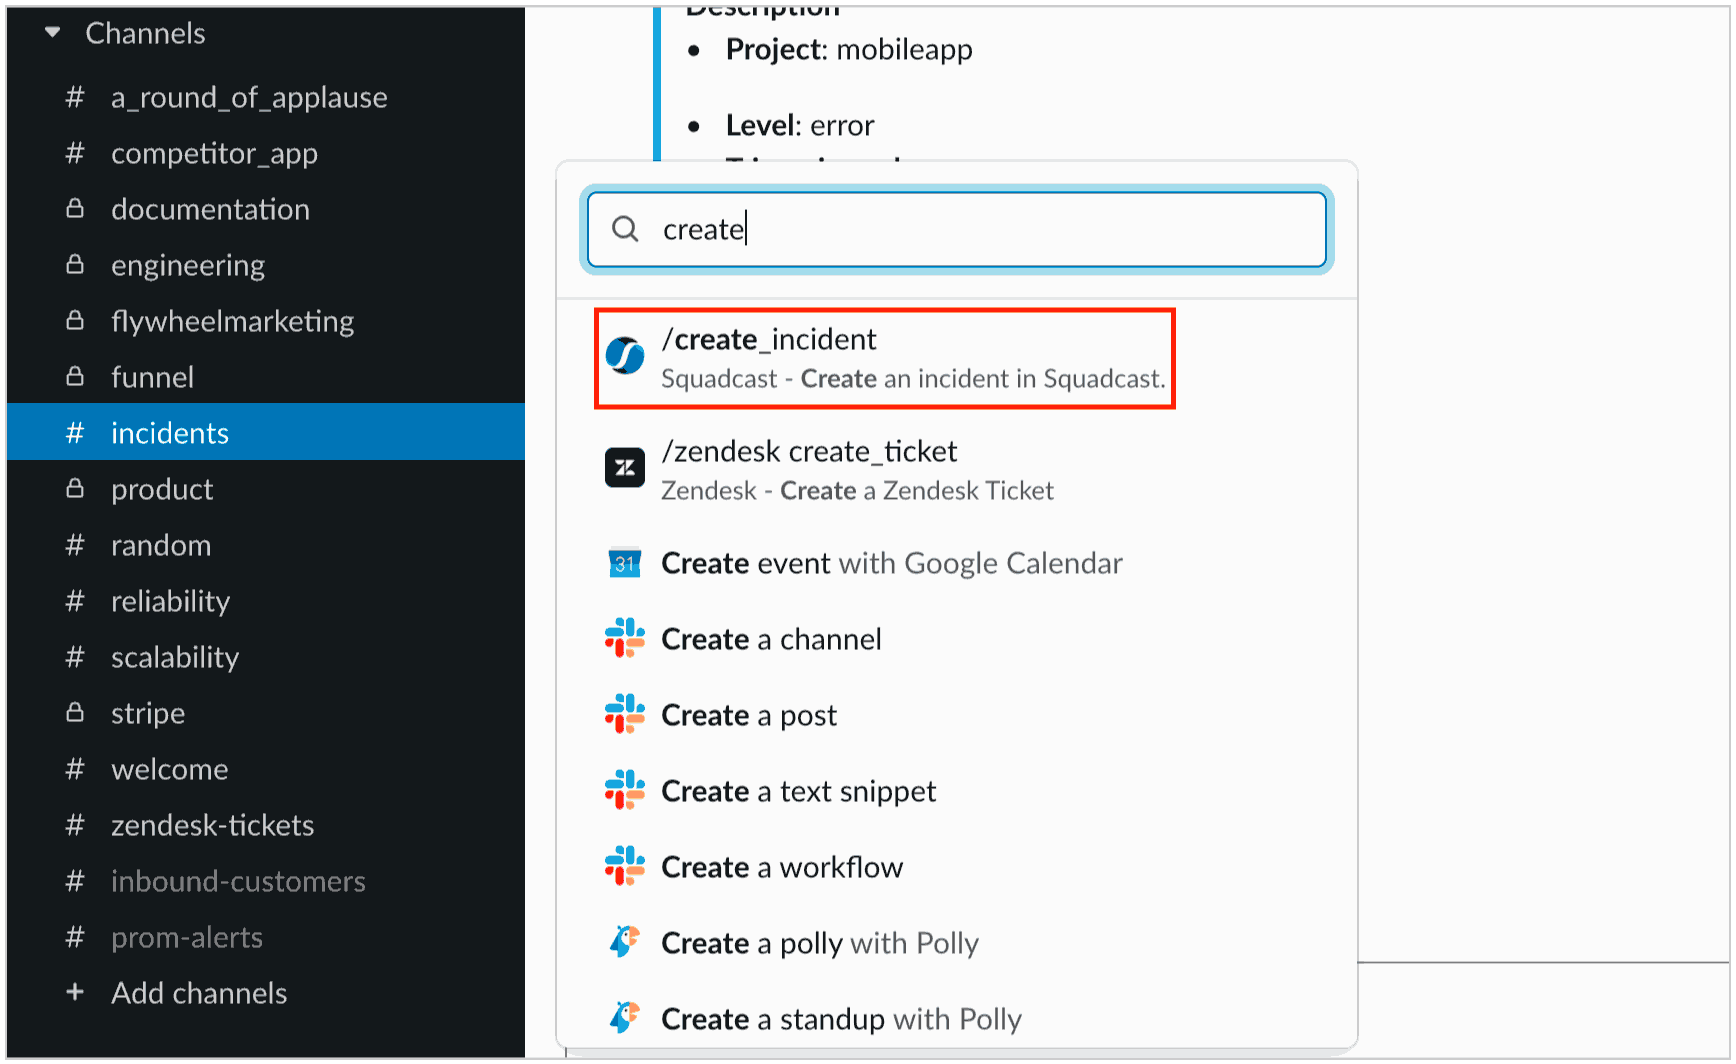 Channels
# a_round_of_applause
# competitor_app
documentation
engineering
flywheelmarketing
funnel
# incidents
product
# random
# reliability
# scalability
stripe
# welcome
# zendesk-tickets
# inbound-customers
# prom-alerts
+ Add channels
Description
• Project: mobileapp
• Level: error
create
/create_incident
Squadcast - Create an incident in Squadcast.
/zendesk create_ticket
Zendesk - Create a Zendesk Ticket
31 Create event with Google Calendar
Create a channel
Create a post
Create a text snippet
Create a workflow
Create a polly with Polly
Create a standup with Polly